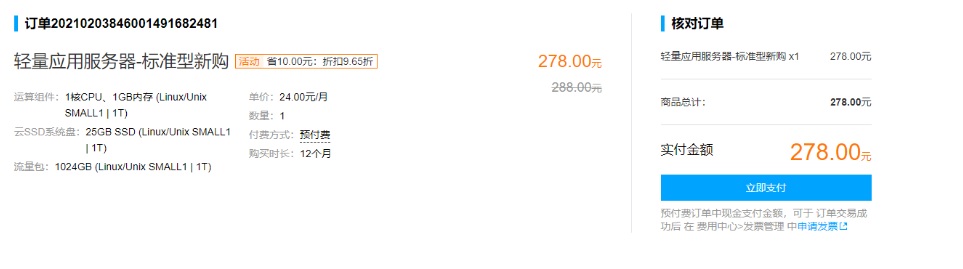 订单20210203846001491682481
轻量应用服务器-标准型新购 活动 省10.00元：折扣9.65折
278.00元
288.00元
运算组件：1核CPU、1GB内存 (Linux/Unix
SMALL1 | 1T)
云SSD系统盘：25GB SSD (Linux/Unix SMALL1
| 1T)
流量包：1024GB (Linux/Unix SMALL1 | 1T)
单价：24.00元/月
数量：1
付费方式：预付费
购买时长：12个月
核对订单
轻量应用服务器-标准型新购 x1 278.00元
商品总计： 278.00元
实付金额 278.00元
立即支付
预付费订单中现金支付金额，可于 订单交易成
功后 在 费用中心>发票管理 中申请发票